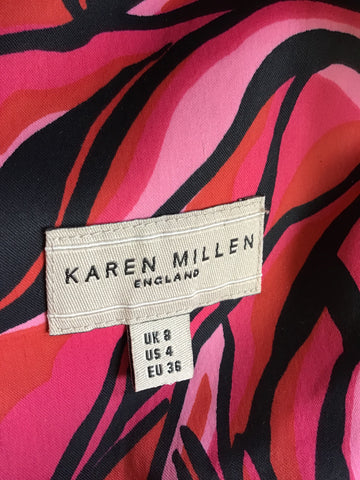 KAREN MILLEN
ENGLAND
UK 8
US 4
EU 36